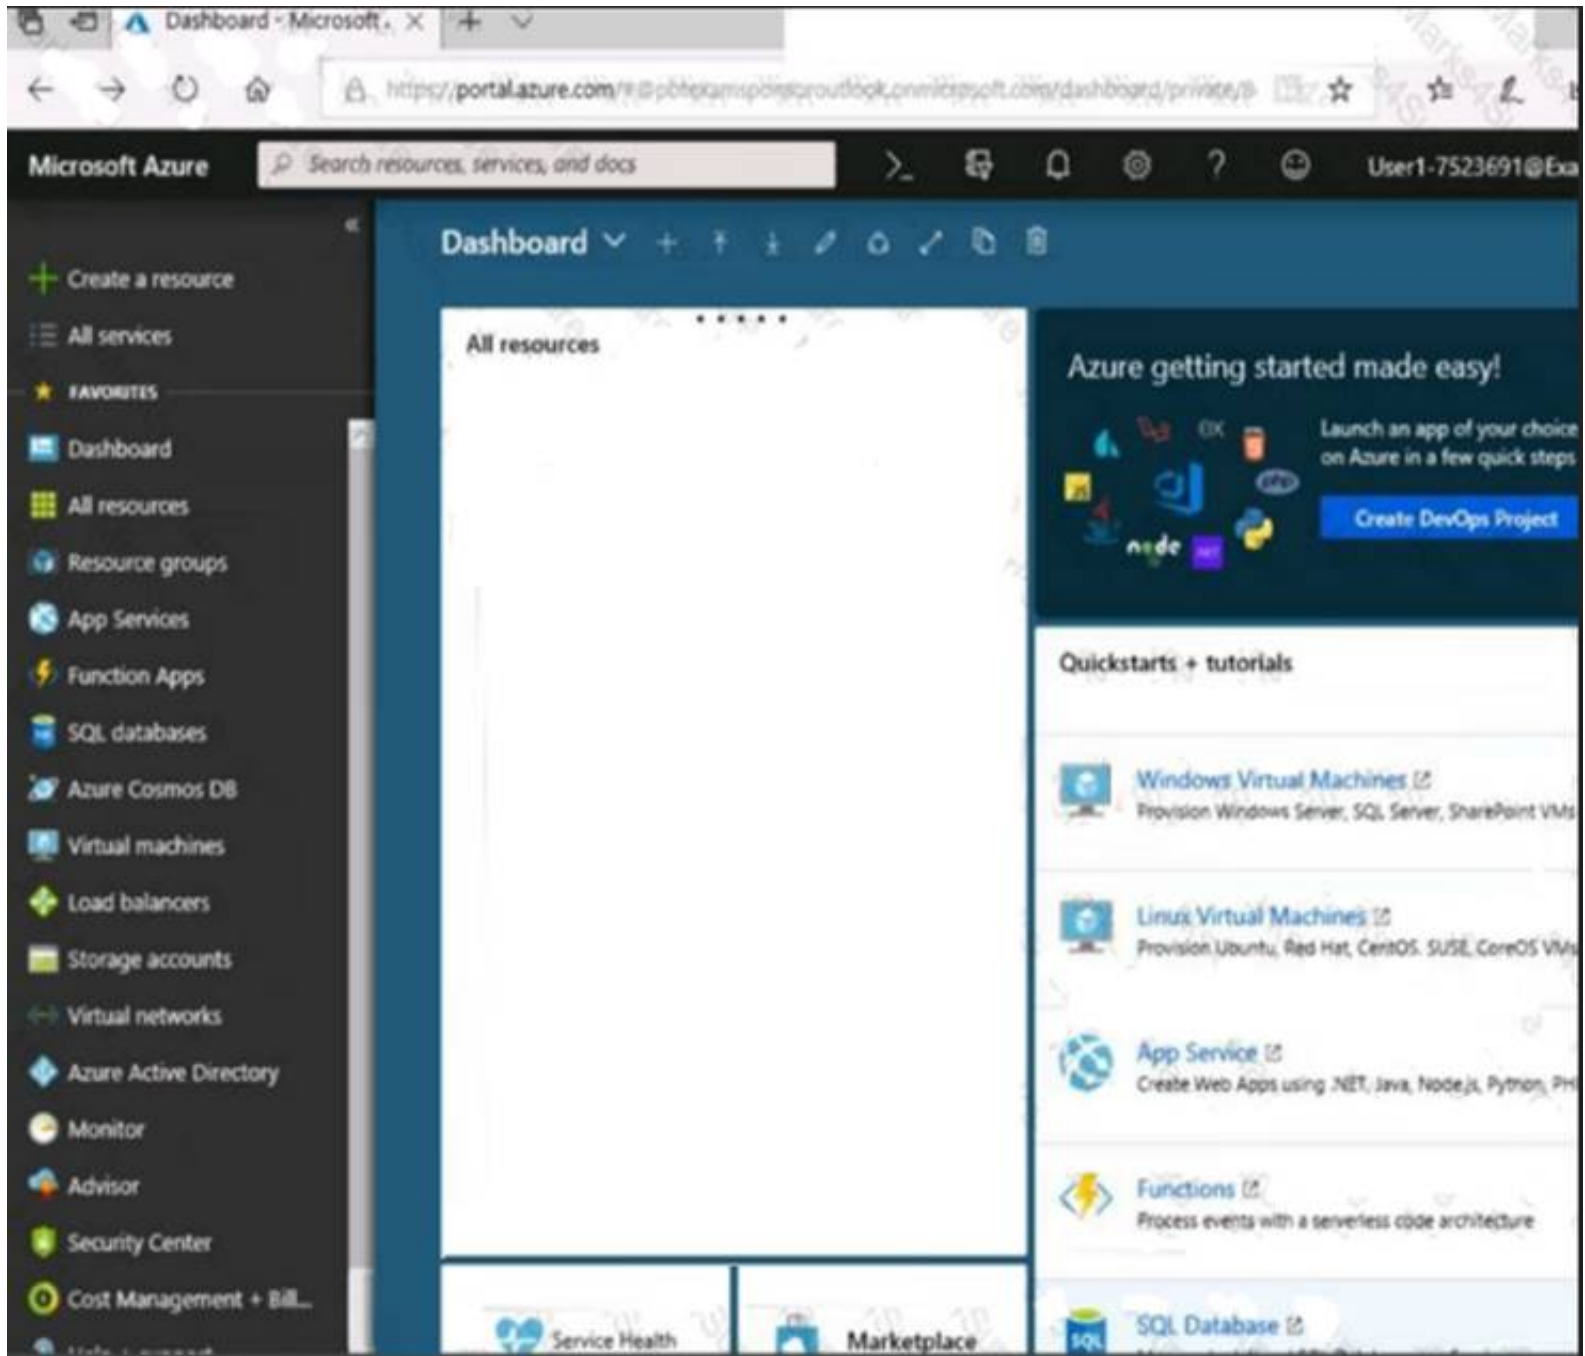 Dashboard - Microsoft
https://portal.azure.com/
Microsoft Azure
Search resources, services, and docs
User1-7523691@Exa
Dashboard
Create a resource
All services
FAVORITES
Dashboard
All resources
Resource groups
App Services
Function Apps
SQL databases
Azure Cosmos DB
Virtual machines
Load balancers
Storage accounts
Virtual networks
Azure Active Directory
Monitor
Advisor
Security Center
Cost Management + Bill...
Help + support
All resources
Service Health
Marketplace
Azure getting started made easy!
Launch an app of your choice
on Azure in a few quick steps
php
node
Create DevOps Project
Quickstarts + tutorials
Windows Virtual Machines
Provision Windows Server, SQL Server, SharePoint VMs
Linux Virtual Machines
Provision Ubuntu, Red Hat, CentOS. SUSE, CoreOS VMs
App Service
Create Web Apps using .NET, Java, Node.js, Python, PH
Functions
Process events with a serverless code architecture
SQL
SQL Database